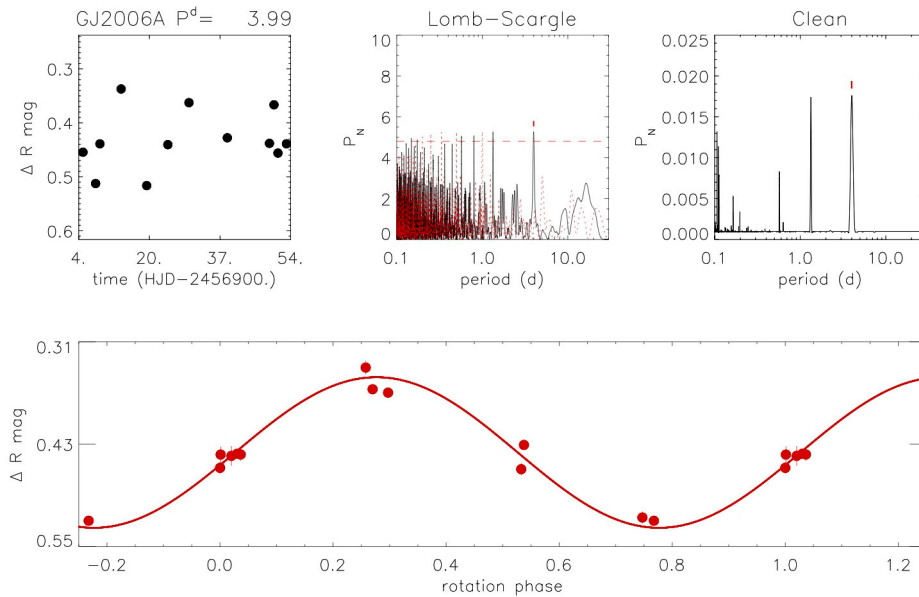 GJ2006A P^d= 3.99
Lomb-Scargle
Clean
0.3
0.4
0.5
0.6
Δ R mag
4. 20. 37. 54.
time (HJD-2456900.)
10
8
6
4
2
0
P_N
0.1 1.0 10.0
period (d)
0.025
0.020
0.015
0.010
0.005
0.000
P_N
0.1 1.0 10.0
period (d)
0.31
0.43
0.55
Δ R mag
-0.2 0.0 0.2 0.4 0.6 0.8 1.0 1.2
rotation phase